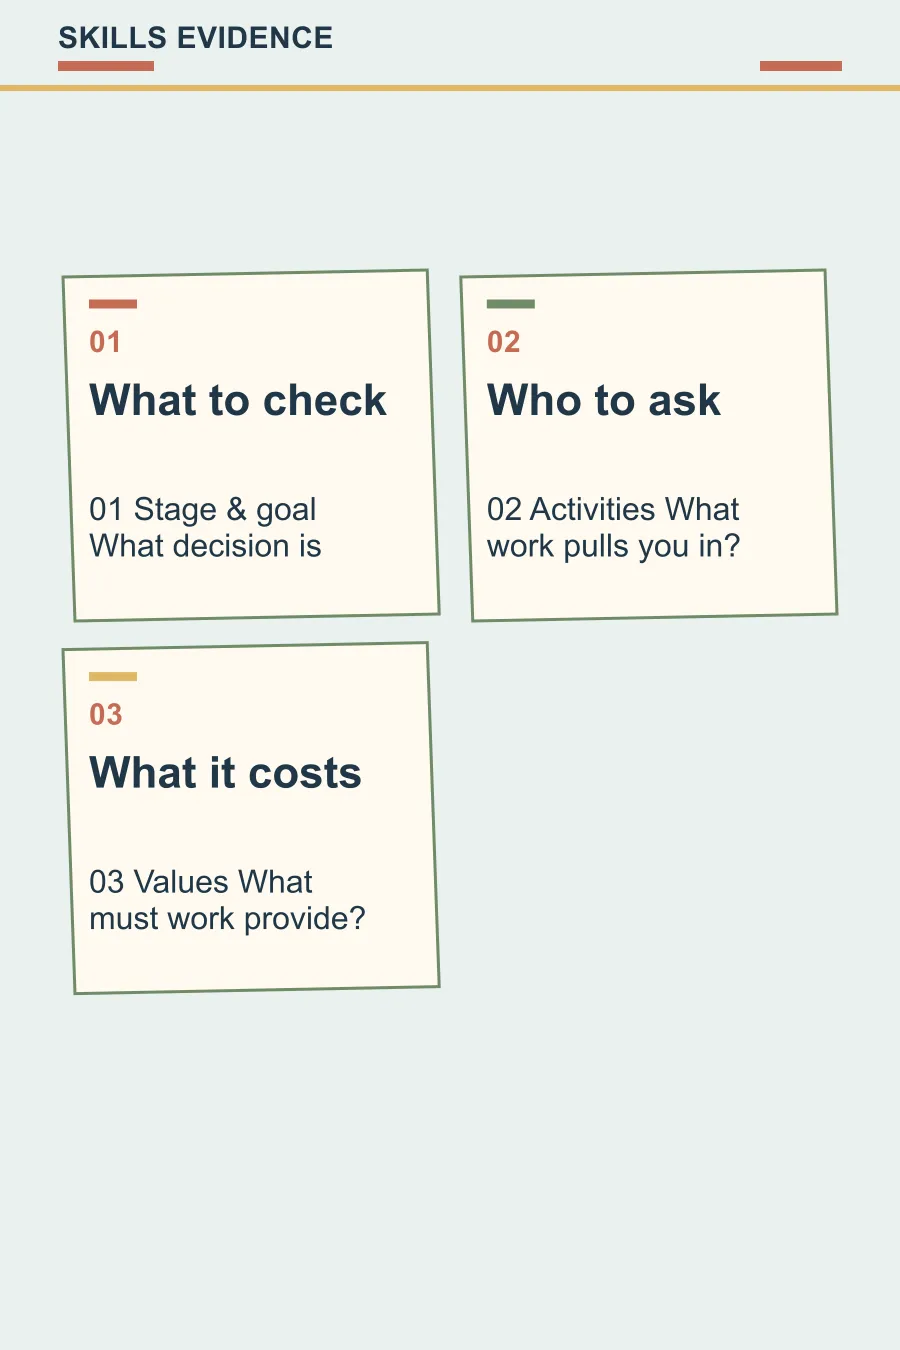 SKILLS EVIDENCE
01
What to check
01 Stage & goal
What decision is
02
Who to ask
02 Activities What
work pulls you in?
03
What it costs
03 Values What
must work provide?